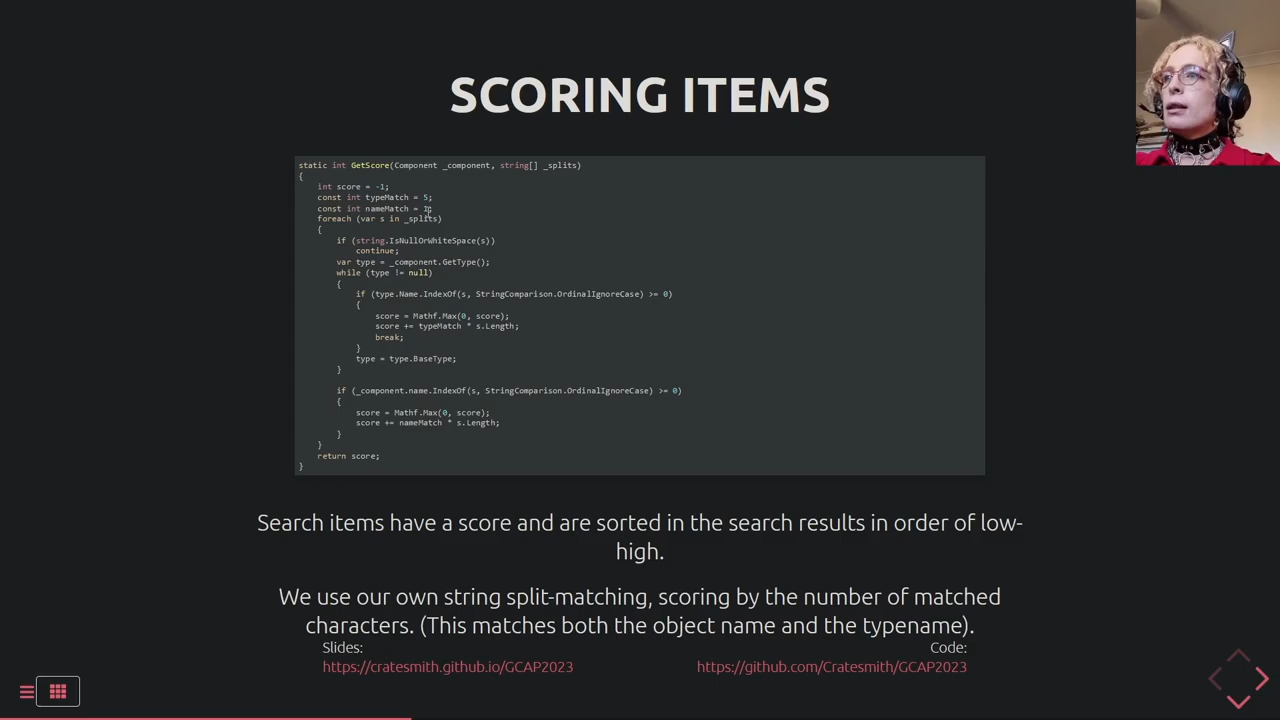 SCORING ITEMS
static int GetScore(Component _component, string[] _splits)
{
int score = -1;
const int typeMatch = 5;
const int nameMatch = 1;
foreach (var s in _splits)
{
if (string.IsNullOrWhiteSpace(s))
continue;
var type = _component.GetType();
while (type != null)
{
if (type.Name.IndexOf(s, StringComparison.OrdinalIgnoreCase) >= 0)
{
score = Mathf.Max(0, score);
score += typeMatch * s.Length;
break;
}
type = type.BaseType;
}
if (_component.name.IndexOf(s, StringComparison.OrdinalIgnoreCase) >= 0)
{
score = Mathf.Max(0, score);
score += nameMatch * s.Length;
}
}
return score;
}
Search items have a score and are sorted in the search results in order of low-
high.
We use our own string split-matching, scoring by the number of matched
characters. (This matches both the object name and the typename).
Slides:
https://cratesmith.github.io/GCAP2023
Code:
https://github.com/Cratesmith/GCAP2023